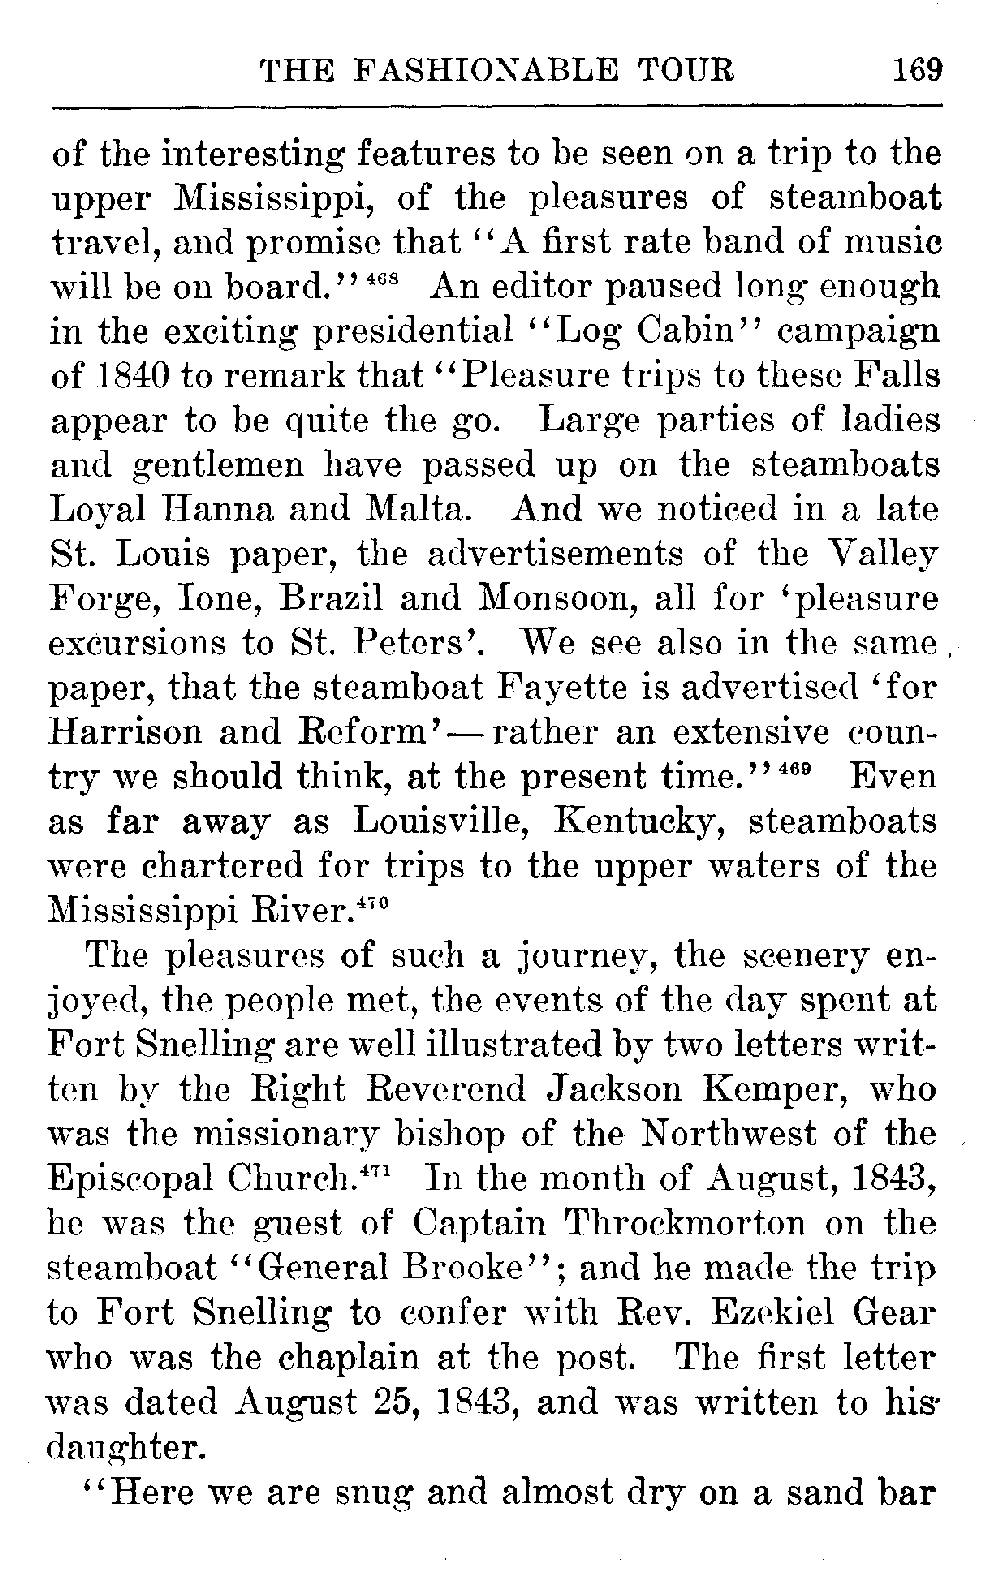 THE FASHIONABLE TOUR 169
of the interesting features to be seen on a trip to the
upper Mississippi, of the pleasures of steamboat
travel, and promise that "A first rate band of music
will be on board." 468 An editor paused long enough
in the exciting presidential "Log Cabin" campaign
of 1840 to remark that "Pleasure trips to these Falls
appear to be quite the go. Large parties of ladies
and gentlemen have passed up on the steamboats
Loyal Hanna and Malta. And we noticed in a late
St. Louis paper, the advertisements of the Valley
Forge, Ione, Brazil and Monsoon, all for 'pleasure
excursions to St. Peters'. We see also in the same
paper, that the steamboat Fayette is advertised 'for
Harrison and Reform'—rather an extensive coun-
try we should think, at the present time." 469 Even
as far away as Louisville, Kentucky, steamboats
were chartered for trips to the upper waters of the
Mississippi River.470
The pleasures of such a journey, the scenery en-
joyed, the people met, the events of the day spent at
Fort Snelling are well illustrated by two letters writ-
ten by the Right Reverend Jackson Kemper, who
was the missionary bishop of the Northwest of the
Episcopal Church.471 In the month of August, 1843,
he was the guest of Captain Throckmorton on the
steamboat "General Brooke"; and he made the trip
to Fort Snelling to confer with Rev. Ezekiel Gear
who was the chaplain at the post. The first letter
was dated August 25, 1843, and was written to his
daughter.
"Here we are snug and almost dry on a sand bar